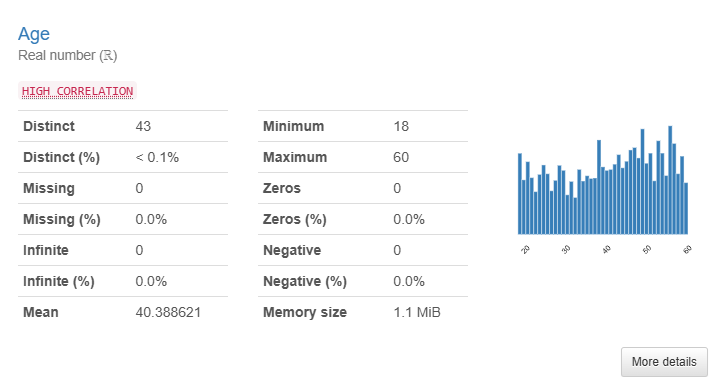 Age
Real number (ℝ)
HIGH CORRELATION
Distinct 43
Distinct (%) < 0.1%
Missing 0
Missing (%) 0.0%
Infinite 0
Infinite (%) 0.0%
Mean 40.388621
Minimum 18
Maximum 60
Zeros 0
Zeros (%) 0.0%
Negative 0
Negative (%) 0.0%
Memory size 1.1 MiB
20 30 40 50 60
More details